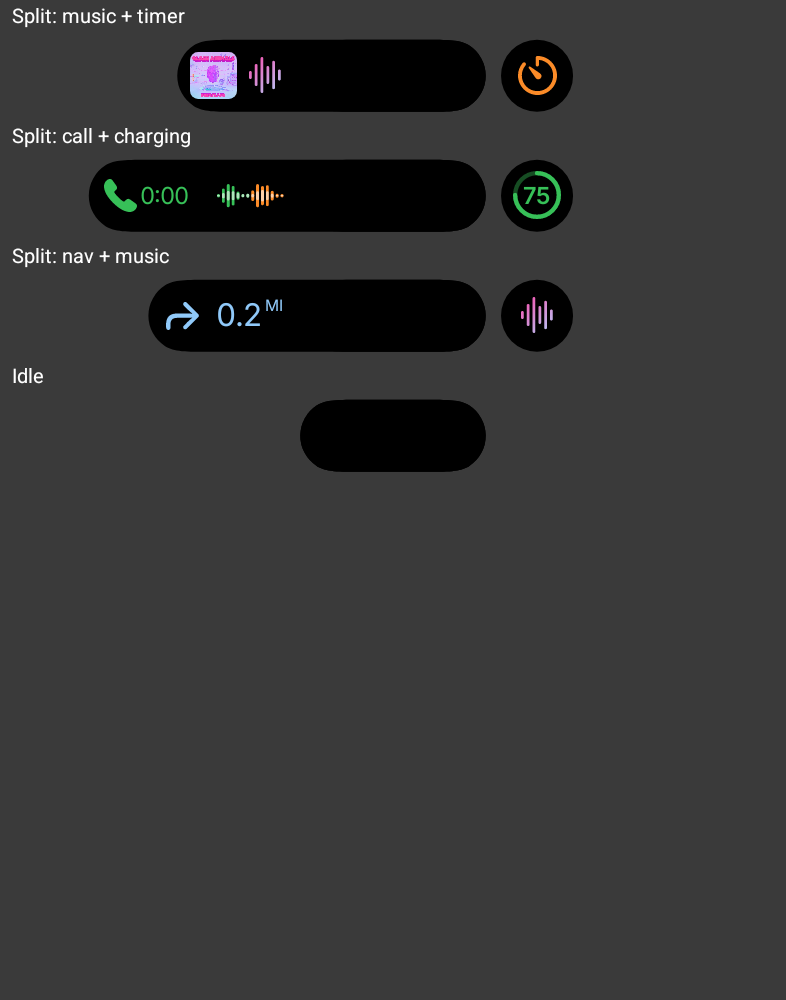 Split: music + timer
Split: call + charging
0:00
75
Split: nav + music
0.2 MI
Idle